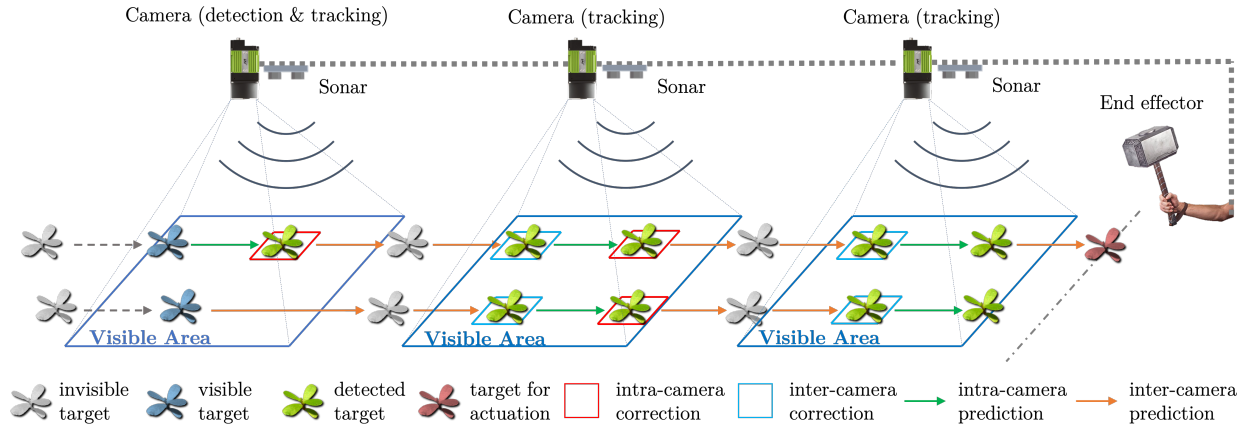 Camera (detection & tracking)
Camera (tracking)
Camera (tracking)
Sonar
Sonar
Sonar
End effector
Visible Area
Visible Area
Visible Area
invisible
target
visible
target
detected
target
target for
actuation
intra-camera
correction
inter-camera
correction
intra-camera
prediction
inter-camera
prediction